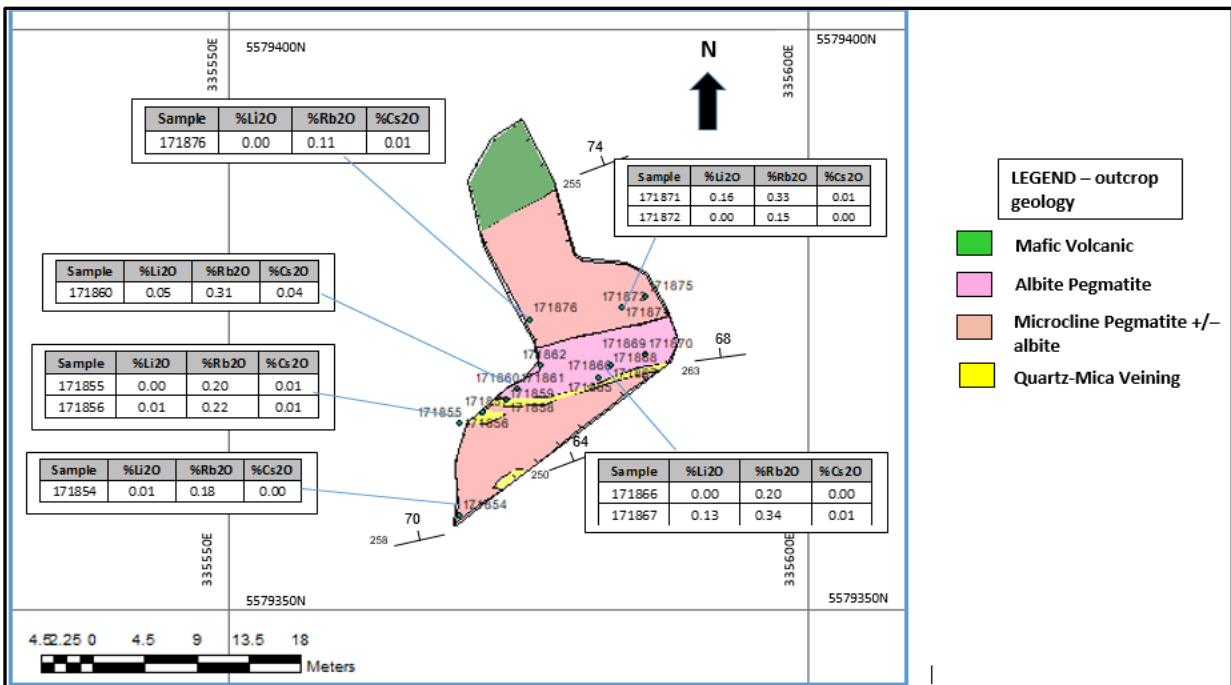 335550E
5579400N
5579400N
335600E
N
Sample %Li2O %Rb2O %Cs2O
171876 0.00 0.11 0.01
74
255
Sample %Li2O %Rb2O %Cs2O
171871 0.16 0.33 0.01
171872 0.00 0.15 0.00
LEGEND – outcrop
geology
Mafic Volcanic
Albite Pegmatite
Microcline Pegmatite +/–
albite
Quartz-Mica Veining
Sample %Li2O %Rb2O %Cs2O
171860 0.05 0.31 0.04
171875
171876
171869
171870
68
263
171862
171868
171860
171861
171859
171858
171855
171856
Sample %Li2O %Rb2O %Cs2O
171855 0.00 0.20 0.01
171856 0.01 0.22 0.01
64
250
Sample %Li2O %Rb2O %Cs2O
171854 0.01 0.18 0.00
171854
Sample %Li2O %Rb2O %Cs2O
171866 0.00 0.20 0.00
171867 0.13 0.34 0.01
70
258
335550E
335600E
5579350N
5579350N
4.52.25 0 4.5 9 13.5 18
Meters